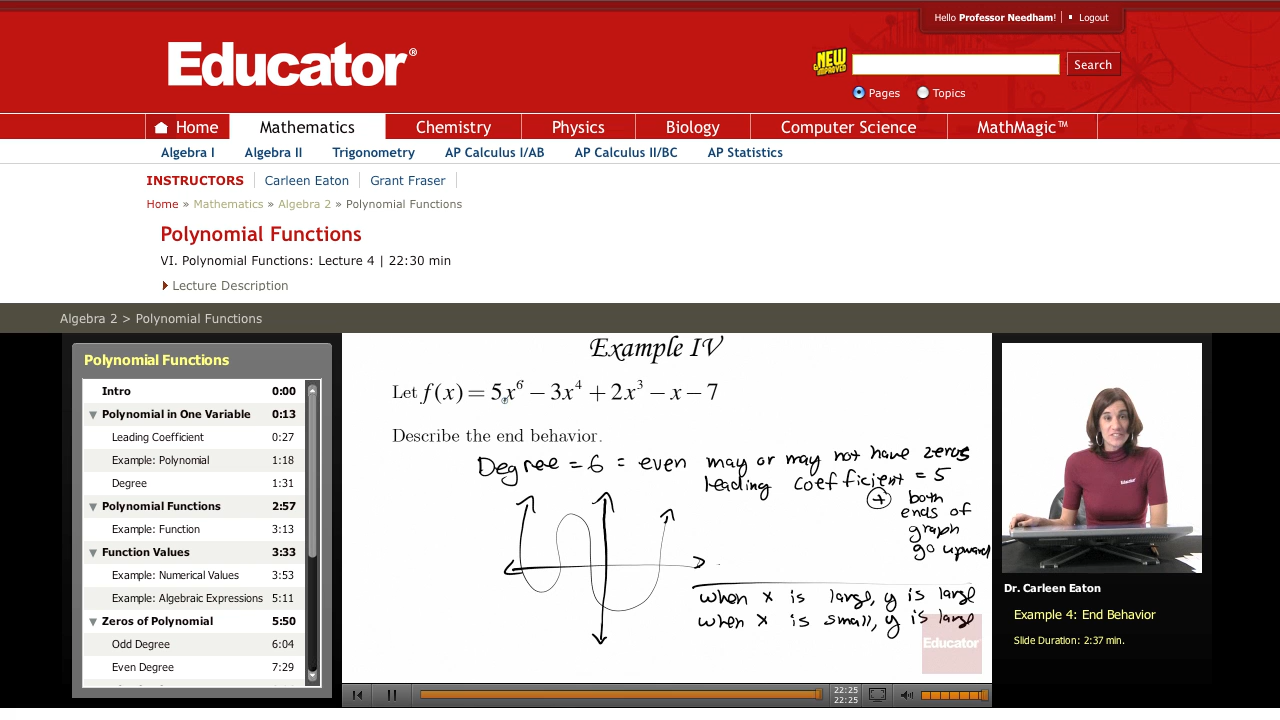 Hello Professor Needham! Logout
Educator®
NEW
& IMPROVED
Search
Pages Topics
Home Mathematics Chemistry Physics Biology Computer Science MathMagic™
Algebra I Algebra II Trigonometry AP Calculus I/AB AP Calculus II/BC AP Statistics
INSTRUCTORS Carleen Eaton Grant Fraser
Home » Mathematics » Algebra 2 » Polynomial Functions
Polynomial Functions
VI. Polynomial Functions: Lecture 4 | 22:30 min
Lecture Description
Algebra 2 > Polynomial Functions
Polynomial Functions
Intro 0:00
Polynomial in One Variable 0:13
Leading Coefficient 0:27
Example: Polynomial 1:18
Degree 1:31
Polynomial Functions 2:57
Example: Function 3:13
Function Values 3:33
Example: Numerical Values 3:53
Example: Algebraic Expressions 5:11
Zeros of Polynomial 5:50
Odd Degree 6:04
Even Degree 7:29
Example IV
Let f(x) = 5x⁶ − 3x⁴ + 2x³ − x − 7
Describe the end behavior.
Degree = 6 = even may or may not have zeros
leading coefficient = 5
+ both
ends of
graph
go upward
when x is large, y is large
when x is small, y is large
Educator
22:25
22:25
Educator
Dr. Carleen Eaton
Example 4: End Behavior
Slide Duration: 2:37 min.